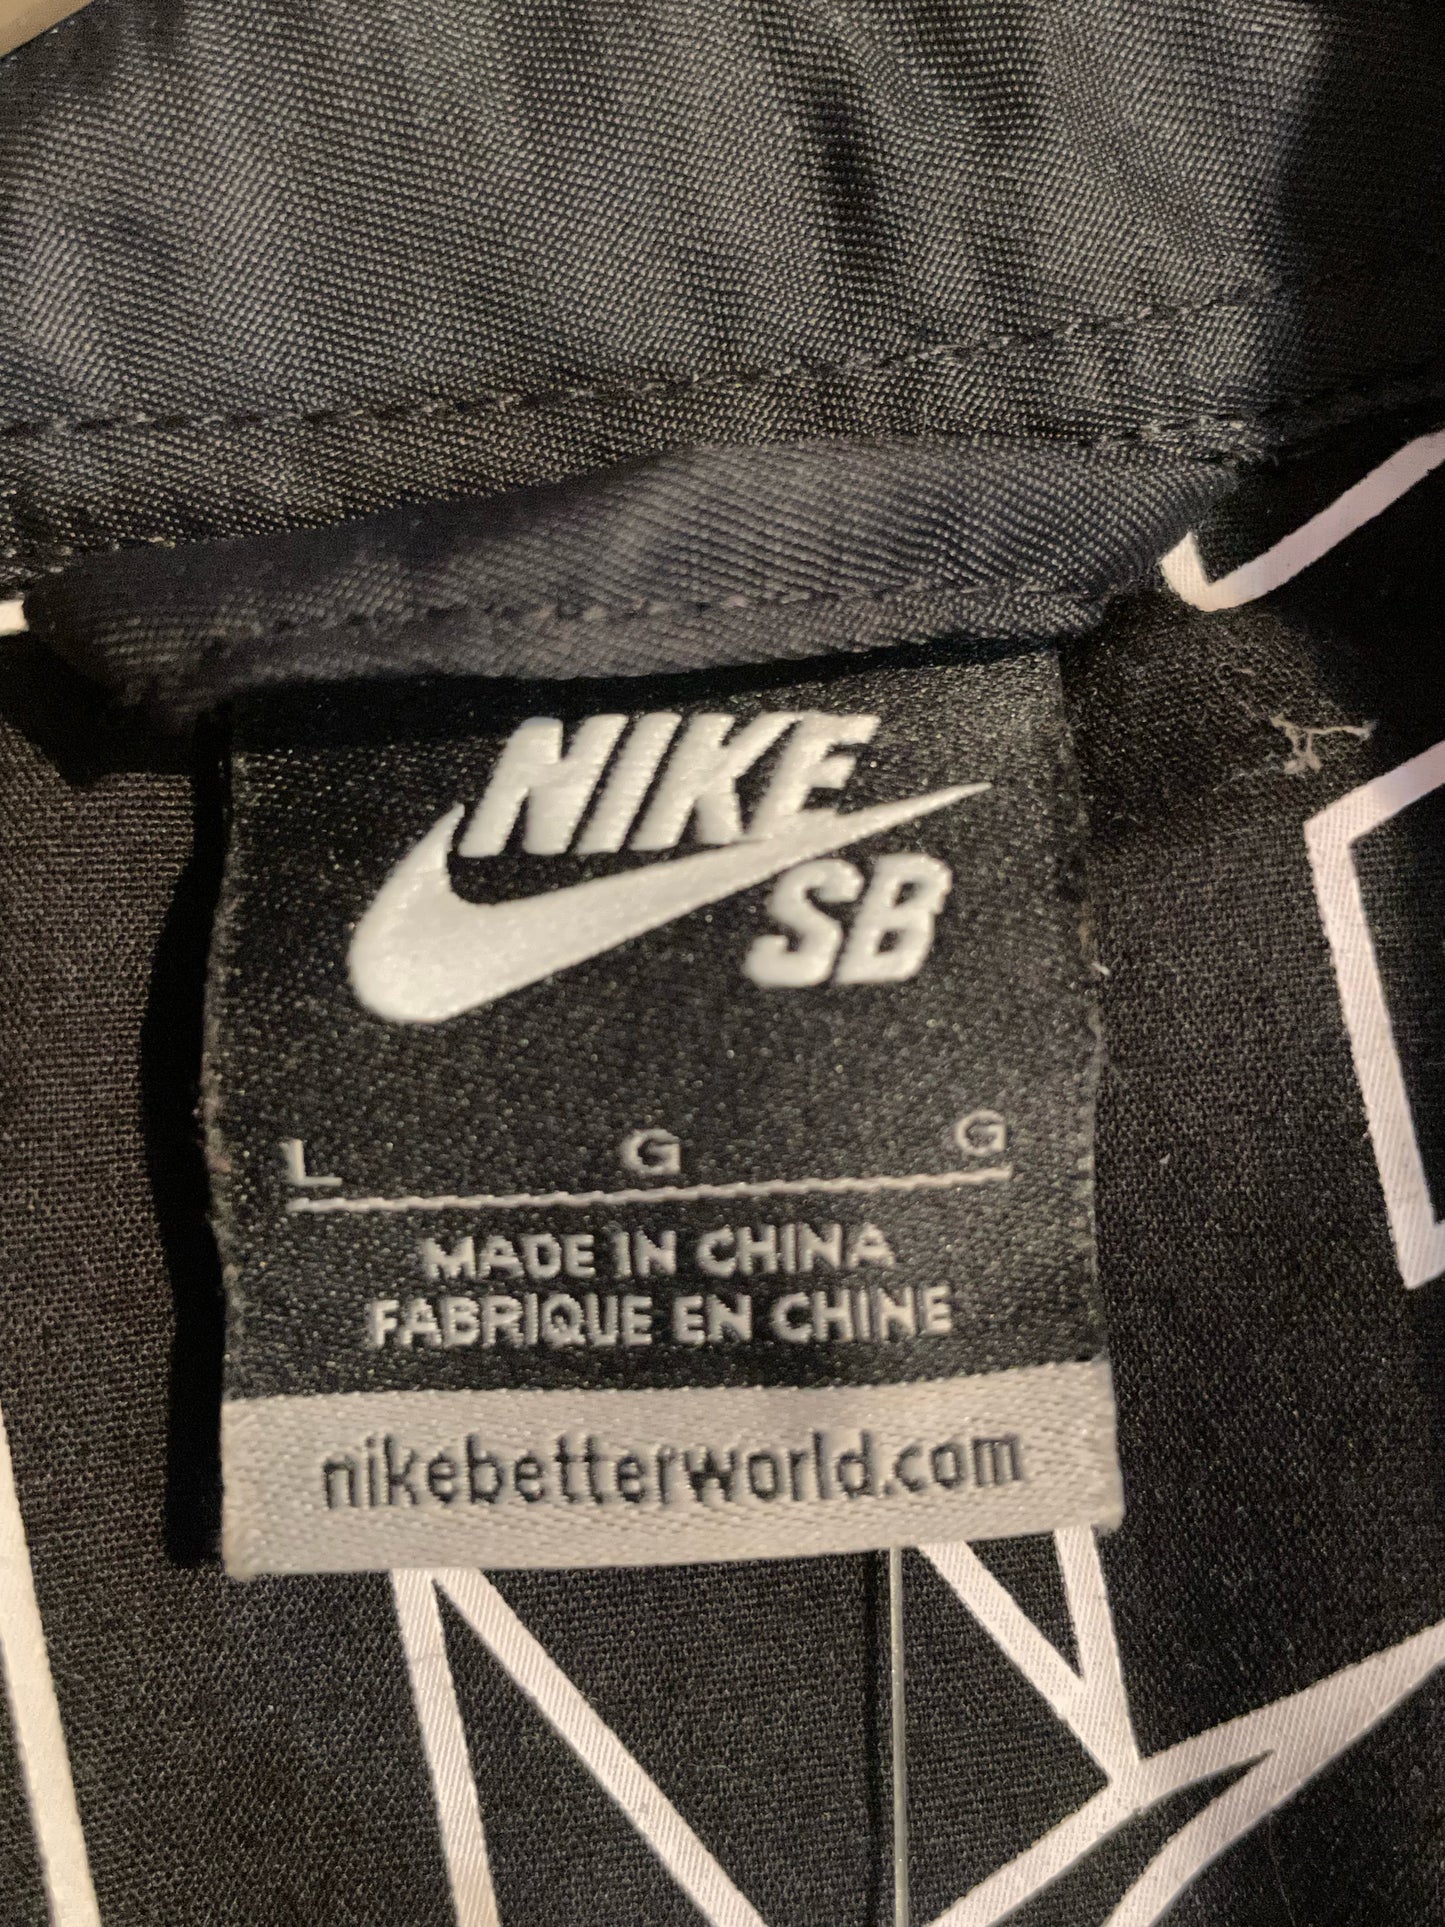 NIKE
SB
L G G
MADE IN CHINA
FABRIQUE EN CHINE
nikebetterworld.com